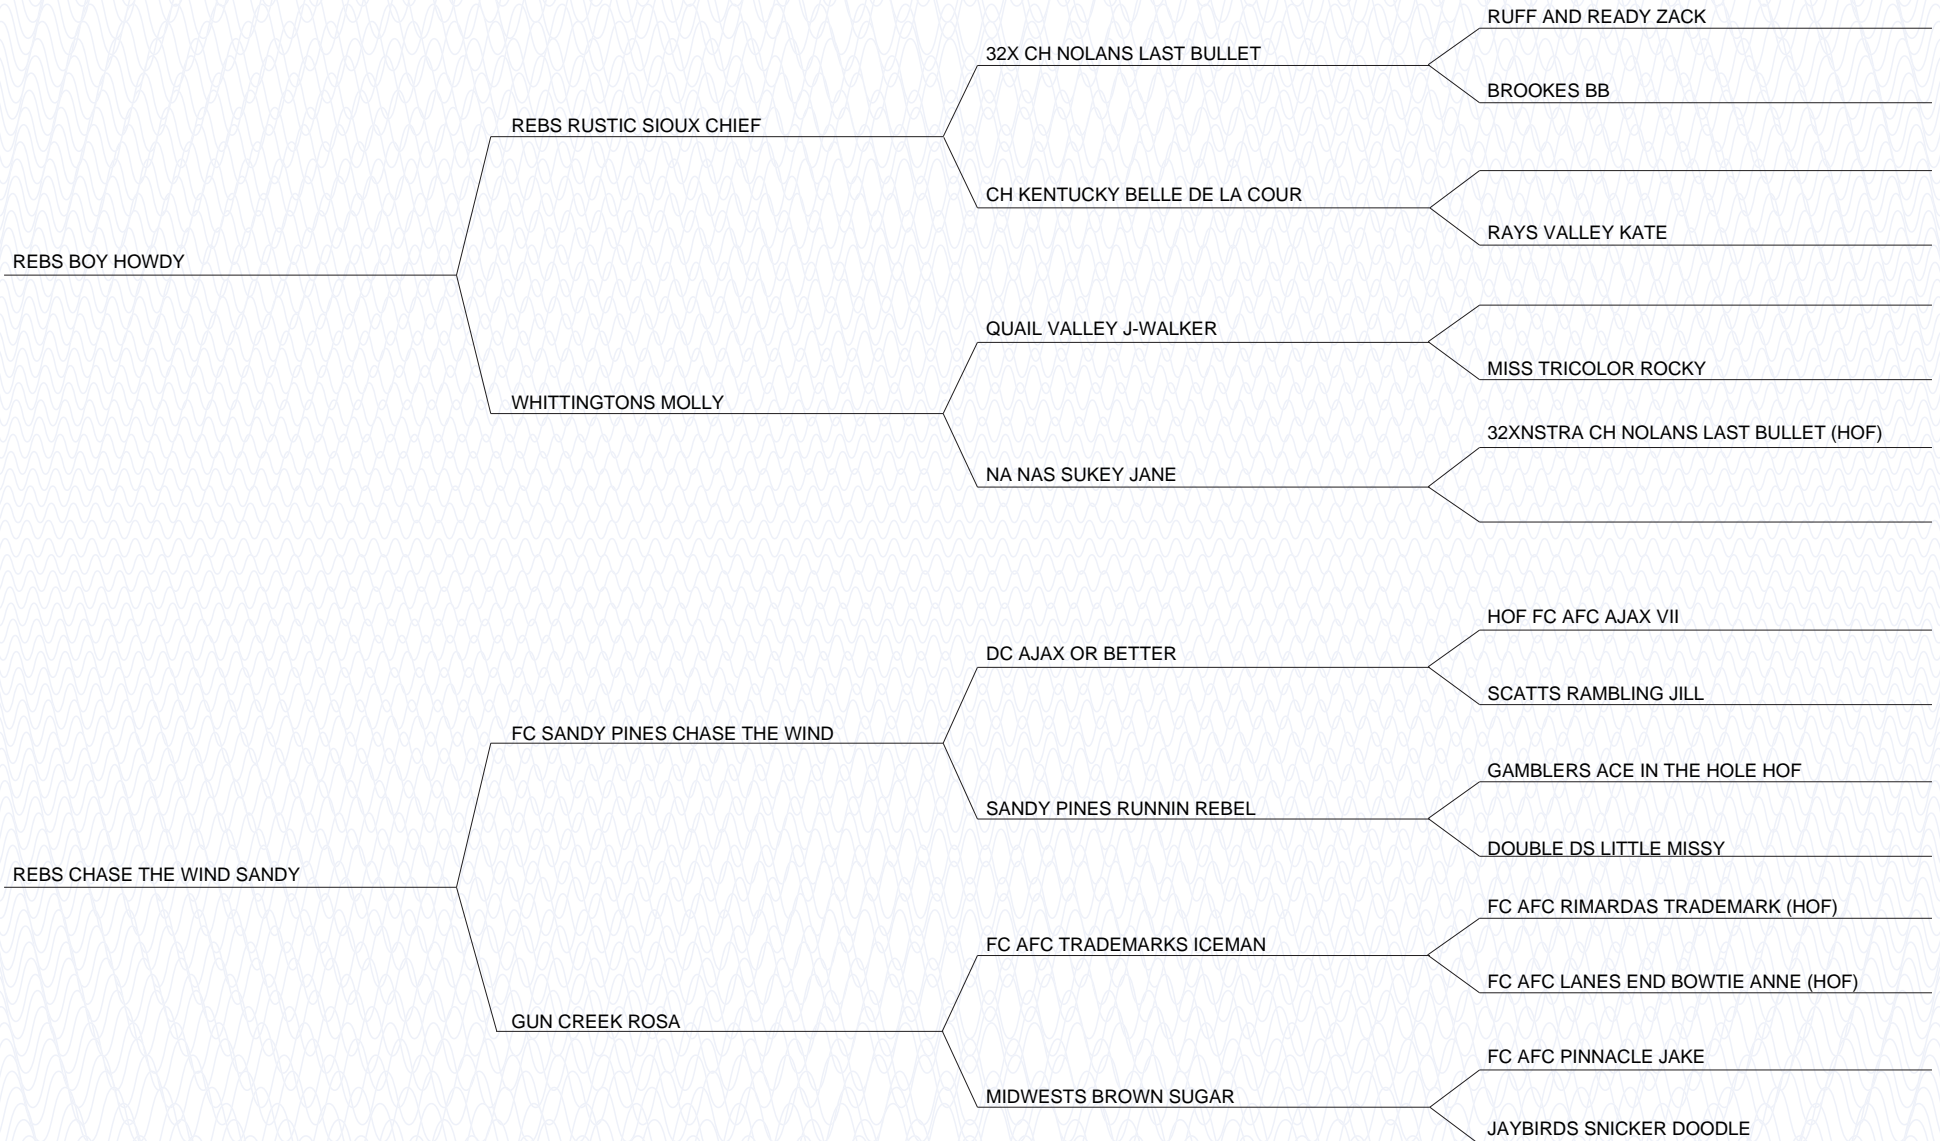 RUFF AND READY ZACK
32X CH NOLANS LAST BULLET
BROOKES BB
REBS RUSTIC SIOUX CHIEF
CH KENTUCKY BELLE DE LA COUR
RAYS VALLEY KATE
REBS BOY HOWDY
QUAIL VALLEY J-WALKER
MISS TRICOLOR ROCKY
WHITTINGTONS MOLLY
32XNSTRA CH NOLANS LAST BULLET (HOF)
NA NAS SUKEY JANE
HOF FC AFC AJAX VII
DC AJAX OR BETTER
SCATTS RAMBLING JILL
FC SANDY PINES CHASE THE WIND
GAMBLERS ACE IN THE HOLE HOF
SANDY PINES RUNNIN REBEL
DOUBLE DS LITTLE MISSY
REBS CHASE THE WIND SANDY
FC AFC RIMARDAS TRADEMARK (HOF)
FC AFC TRADEMARKS ICEMAN
FC AFC LANES END BOWTIE ANNE (HOF)
GUN CREEK ROSA
FC AFC PINNACLE JAKE
MIDWESTS BROWN SUGAR
JAYBIRDS SNICKER DOODLE